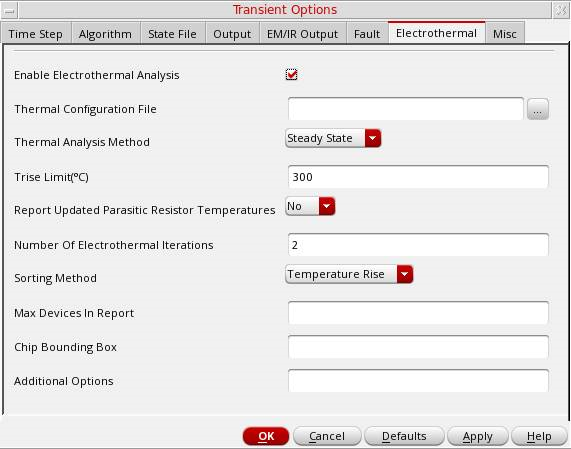 Transient Options
Time Step Algorithm State File Output EM/IR Output Fault Electrothermal Misc
Enable Electrothermal Analysis
Thermal Configuration File ...
Thermal Analysis Method Steady State
Trise Limit(°C) 300
Report Updated Parasitic Resistor Temperatures No
Number Of Electrothermal Iterations 2
Sorting Method Temperature Rise
Max Devices In Report
Chip Bounding Box
Additional Options
OK Cancel Defaults Apply Help